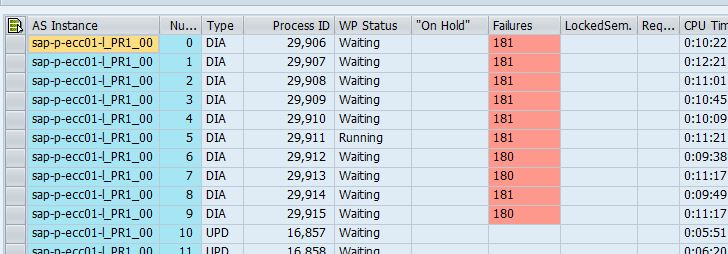 AS Instance Nu... Type Process ID WP Status "On Hold" Failures LockedSem. Req... CPU Tim
sap-p-ecc01-l_PR1_00 0 DIA 29,906 Waiting 181 0:10:22
sap-p-ecc01-l_PR1_00 1 DIA 29,907 Waiting 181 0:12:21
sap-p-ecc01-l_PR1_00 2 DIA 29,908 Waiting 181 0:11:01
sap-p-ecc01-l_PR1_00 3 DIA 29,909 Waiting 181 0:10:45
sap-p-ecc01-l_PR1_00 4 DIA 29,910 Waiting 181 0:10:09
sap-p-ecc01-l_PR1_00 5 DIA 29,911 Running 181 0:11:21
sap-p-ecc01-l_PR1_00 6 DIA 29,912 Waiting 180 0:09:38
sap-p-ecc01-l_PR1_00 7 DIA 29,913 Waiting 180 0:11:17
sap-p-ecc01-l_PR1_00 8 DIA 29,914 Waiting 181 0:09:49
sap-p-ecc01-l_PR1_00 9 DIA 29,915 Waiting 180 0:11:17
sap-p-ecc01-l_PR1_00 10 UPD 16,857 Waiting 0:05:51
sap-p-ecc01-l_PR1_00 11 UPD 16,858 Waiting 0:06:20